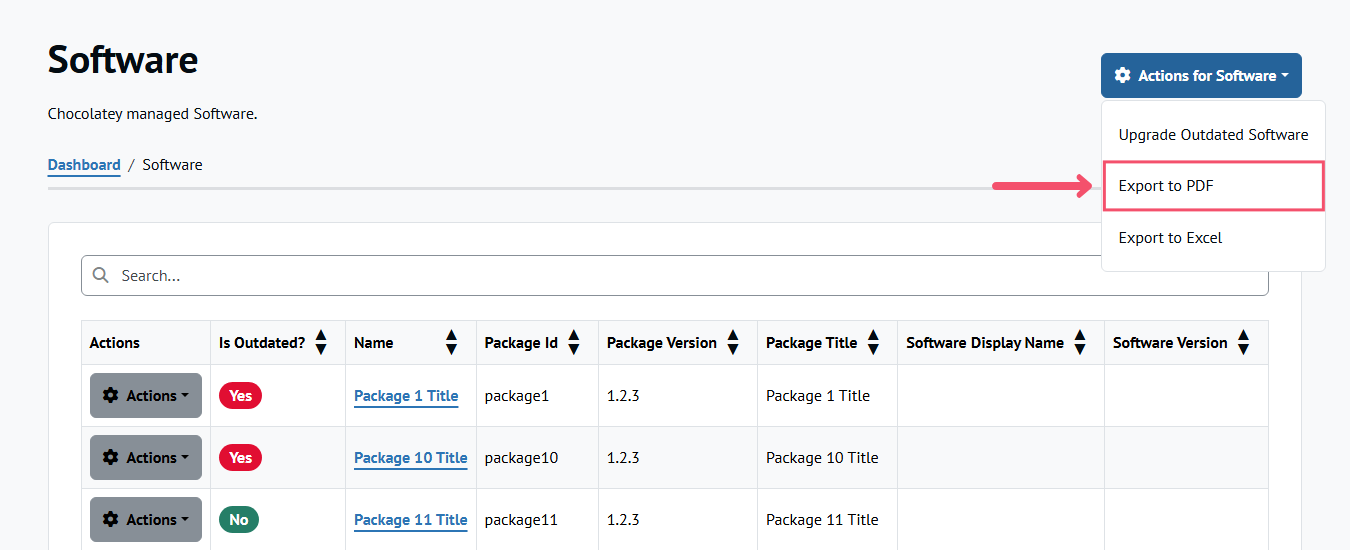 Software
Actions for Software
Chocolatey managed Software.
Upgrade Outdated Software
Dashboard / Software
Export to PDF
Export to Excel
Search...
Actions Is Outdated? Name Package Id Package Version Package Title Software Display Name Software Version
Actions Yes Package 1 Title package1 1.2.3 Package 1 Title
Actions Yes Package 10 Title package10 1.2.3 Package 10 Title
Actions No Package 11 Title package11 1.2.3 Package 11 Title